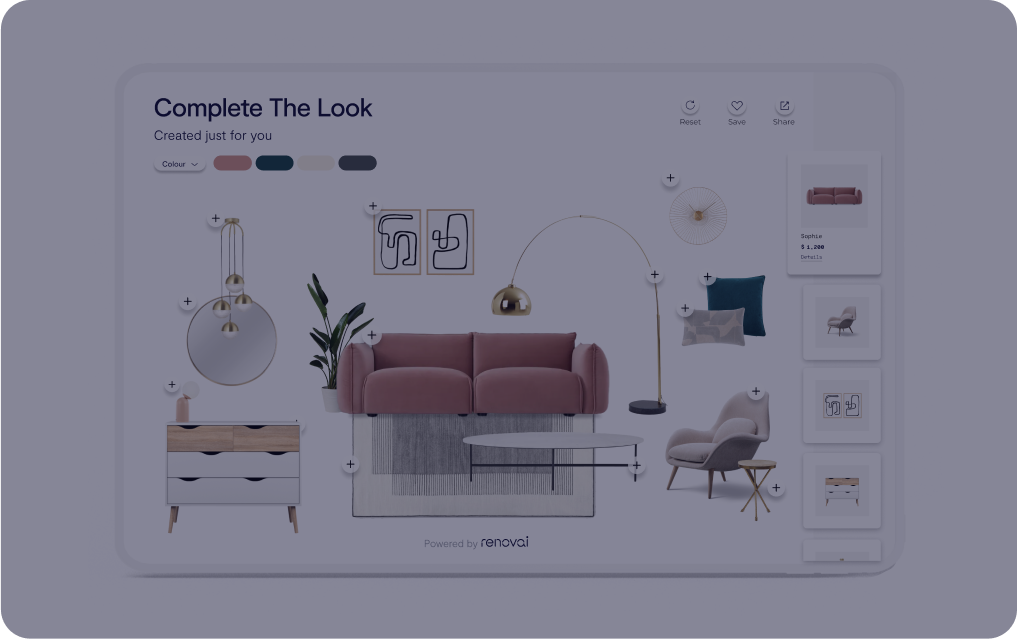 Complete The Look
Created just for you
Reset
Save
Share
Colour
Sophie
$ 1,200
Details
Powered by renovai